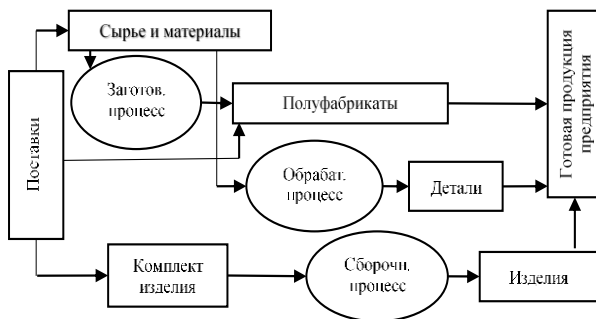 Сырье и материалы
Заготов.
процесс
Полуфабрикаты
Готовая продукция
предприятия
Поставки
Обрабат.
процесс
Детали
Комплект
изделия
Сборочн.
процесс
Изделия